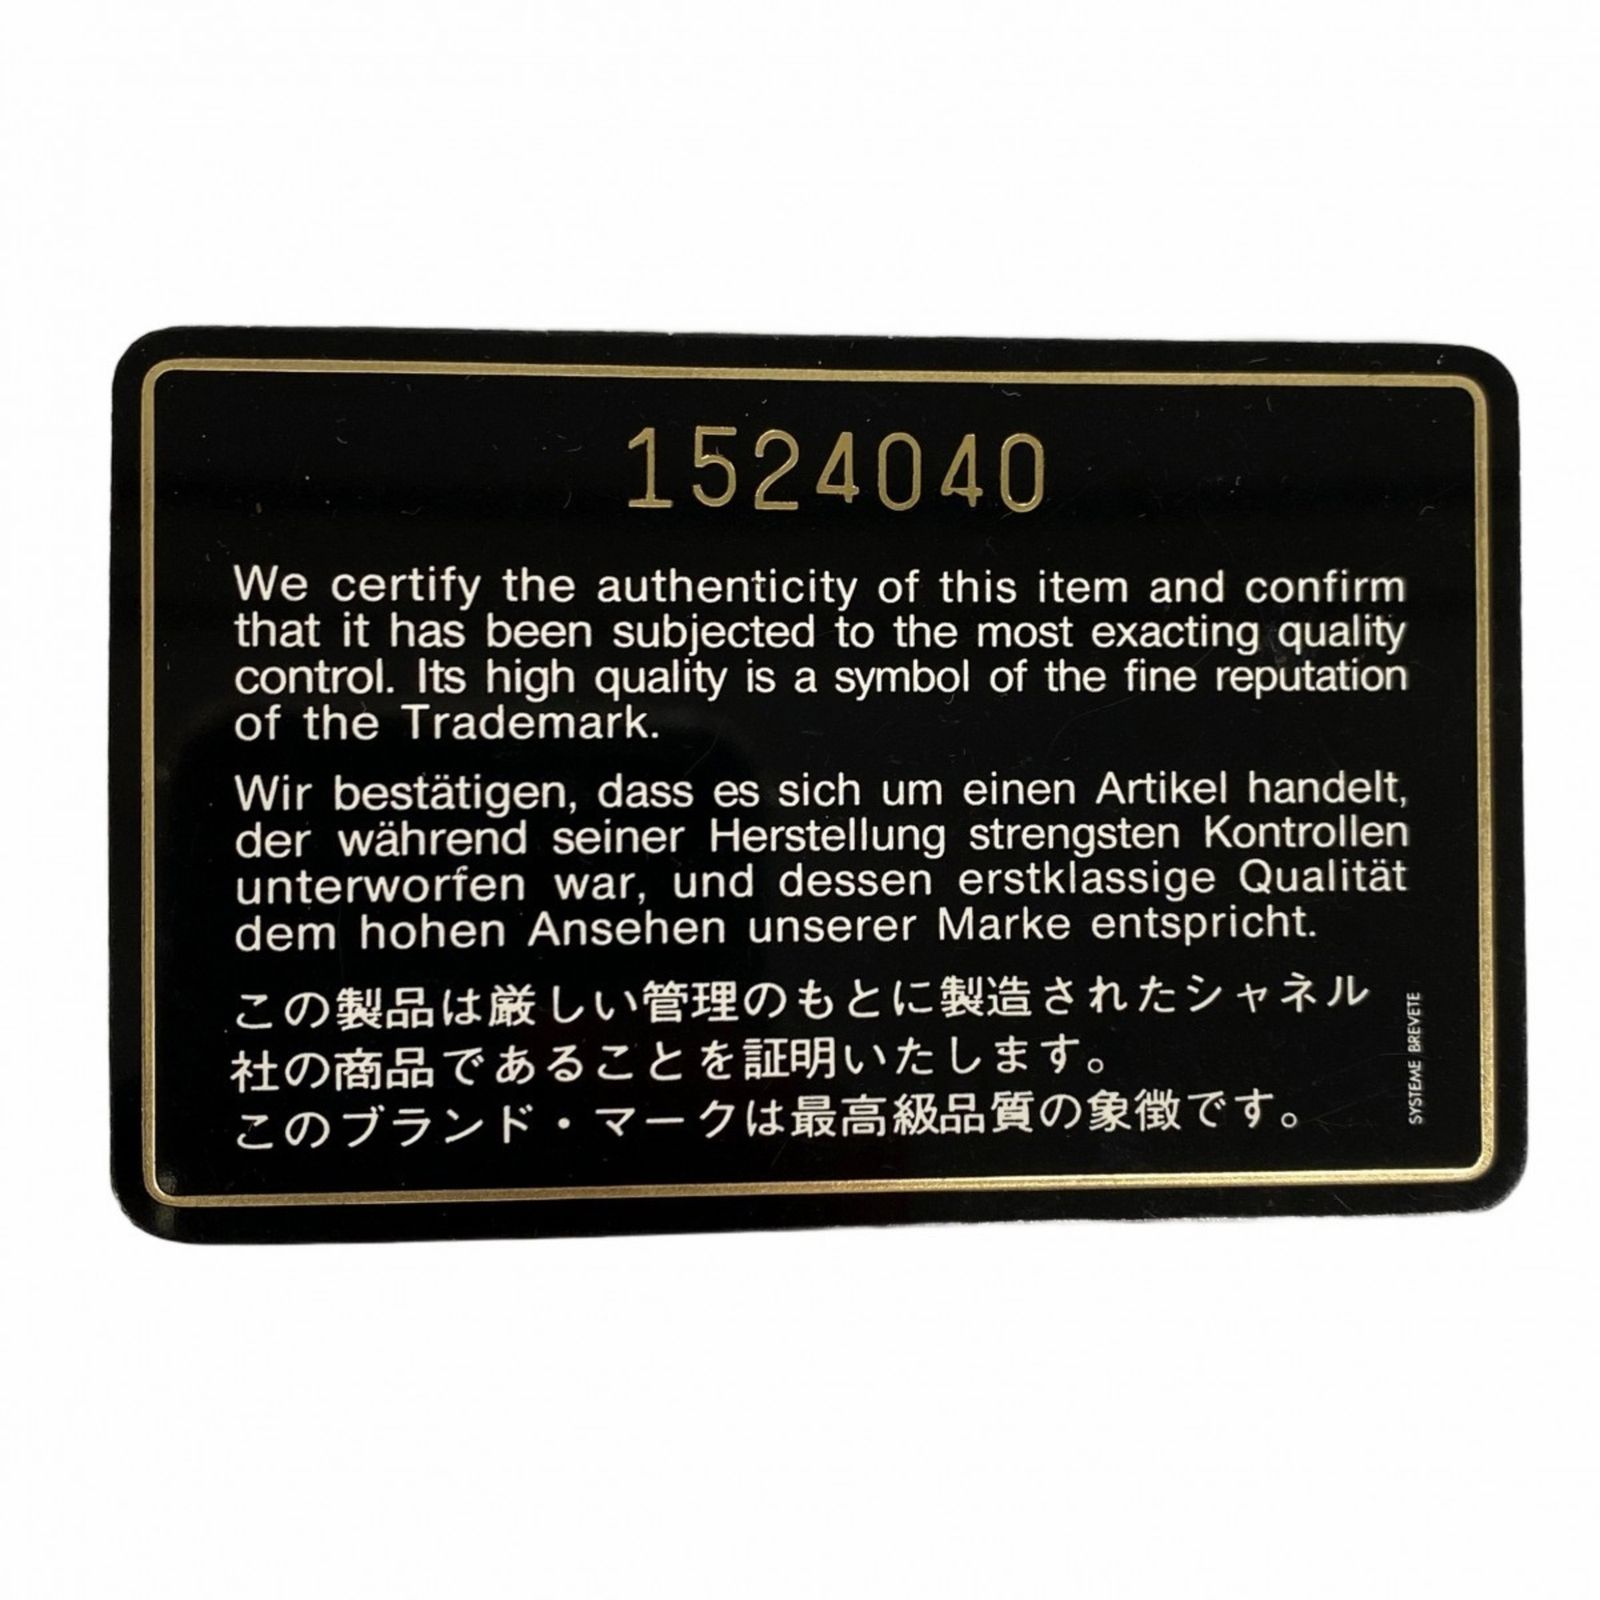 1524040
We certify the authenticity of this item and confirm
that it has been subjected to the most exacting quality
control. Its high quality is a symbol of the fine reputation
of the Trademark.
Wir bestätigen, dass es sich um einen Artikel handelt,
der während seiner Herstellung strengsten Kontrollen
unterworfen war, und dessen erstklassige Qualität
dem hohen Ansehen unserer Marke entspricht.
この製品は厳しい管理のもとに製造されたシャネル
社の商品であることを証明いたします。
このブランド・マークは最高級品質の象徴です。
SYSTEME BREVETE